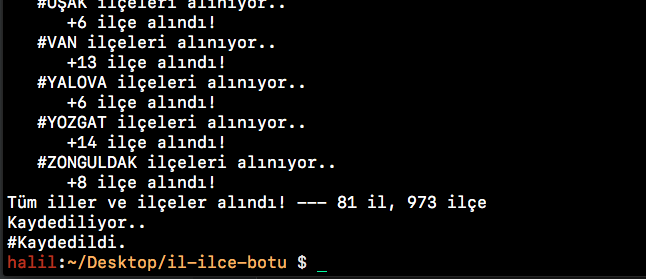 #UŞAK ilçeleri alınıyor..
+6 ilçe alındı!
#VAN ilçeleri alınıyor..
+13 ilçe alındı!
#YALOVA ilçeleri alınıyor..
+6 ilçe alındı!
#YOZGAT ilçeleri alınıyor..
+14 ilçe alındı!
#ZONGULDAK ilçeleri alınıyor..
+8 ilçe alındı!
Tüm iller ve ilçeler alındı! --- 81 il, 973 ilçe
Kaydediliyor..
#Kaydedildi.
halil:~/Desktop/il-ilce-botu $ _